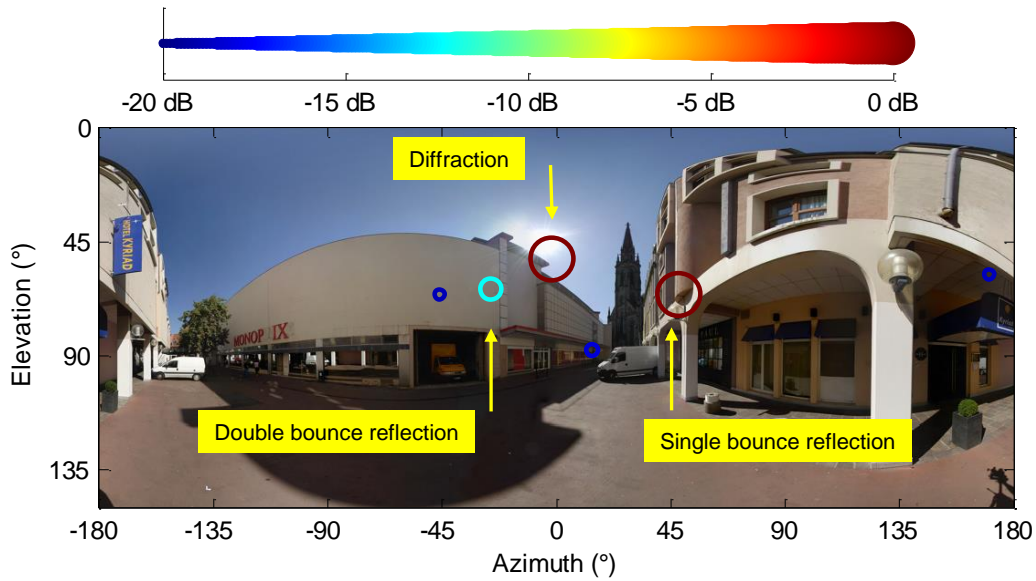 -20 dB -15 dB -10 dB -5 dB 0 dB
0
45
90
135
Elevation (°)
Diffraction
HOTEL KYRIAD
MONOP IX
Double bounce reflection
Single bounce reflection
-180 -135 -90 -45 0 45 90 135 180
Azimuth (°)